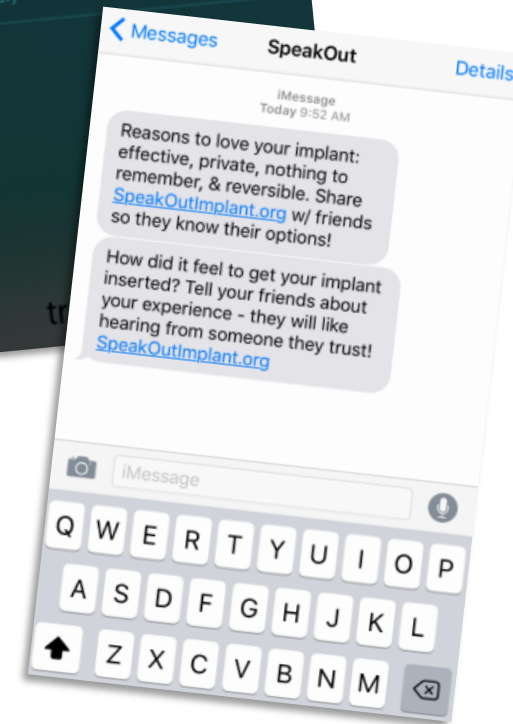 Messages
SpeakOut
Details
iMessage
Today 9:52 AM
Reasons to love your implant:
effective, private, nothing to
remember, & reversible. Share
SpeakOutImplant.org w/ friends
so they know their options!
How did it feel to get your implant
inserted? Tell your friends about
your experience - they will like
hearing from someone they trust!
SpeakOutImplant.org
tr
iMessage
Q W E R T Y U I O P
A S D F G H J K L
Z X C V B N M